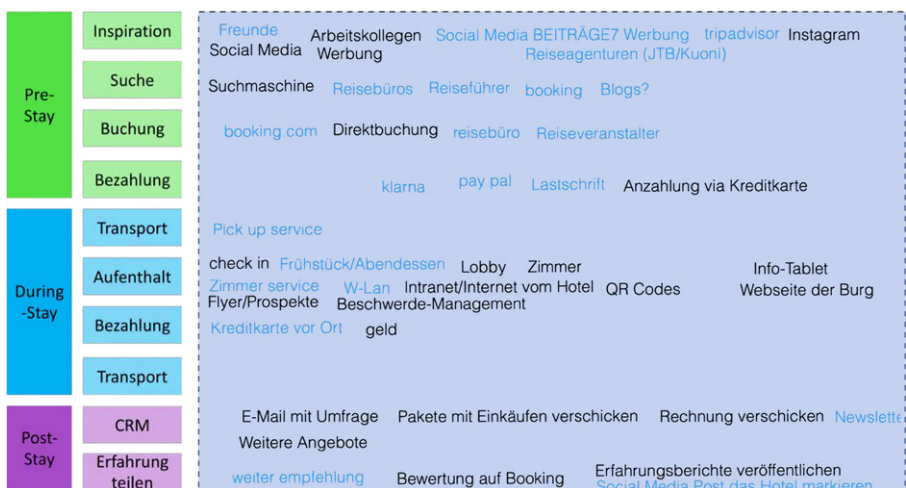 Pre-
Stay
Inspiration
Freunde Arbeitskollegen Social Media BEITRÄGE7 Werbung tripadvisor Instagram
Social Media Werbung Reiseagenturen (JTB/Kuoni)
Suche
Suchmaschine Reisebüros Reiseführer booking Blogs?
Buchung
booking.com Direktbuchung reisebüro Reiseveranstalter
Bezahlung
klarna pay pal Lastschrift Anzahlung via Kreditkarte
During
-Stay
Transport
Pick up service
Aufenthalt
check in Frühstück/Abendessen Lobby Zimmer Info-Tablet
Zimmer service W-Lan Intranet/Internet vom Hotel QR Codes Webseite der Burg
Flyer/Prospekte Beschwerde-Management
Bezahlung
Kreditkarte vor Ort geld
Transport
Post-
Stay
CRM
E-Mail mit Umfrage Pakete mit Einkäufen verschicken Rechnung verschicken Newslette
Weitere Angebote
Erfahrung
teilen
weiter empfehlung Bewertung auf Booking Erfahrungsberichte veröffentlichen
Social Media Post das Hotel markieren